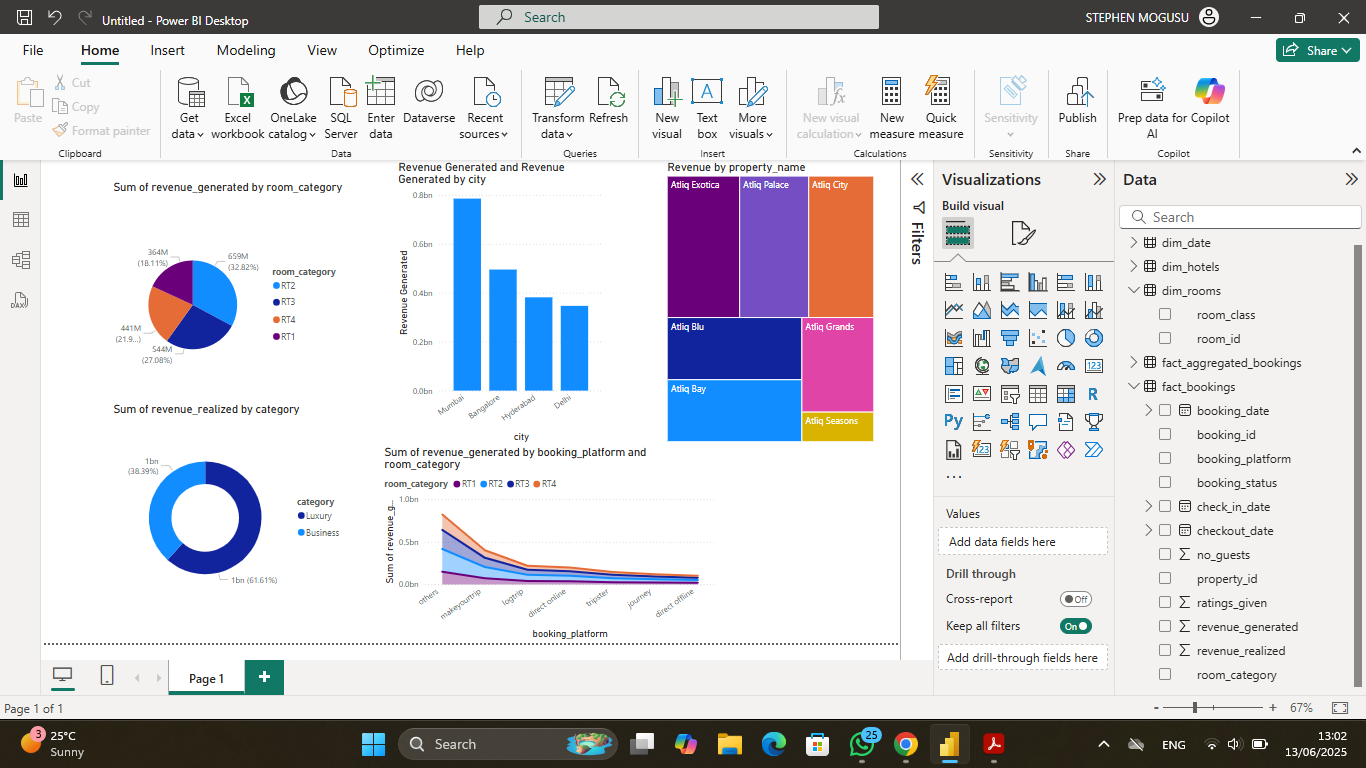 Untitled - Power BI Desktop
Search
STEPHEN MOGUSU
File
Home
Insert
Modeling
View
Optimize
Help
Share
Paste
Cut
Copy
Format painter
Clipboard
Get
data
Excel
workbook
OneLake
catalog
SQL
Server
Enter
data
Dataverse
Recent
sources
Data
Transform
data
Refresh
Queries
New
visual
Text
box
More
visuals
Insert
New visual
calculation
New
measure
Quick
measure
Calculations
Sensitivity
Sensitivity
Publish
Share
Prep data for
AI
Copilot
Copilot
Sum of revenue_generated by room_category
364M
(18.11%)
659M
(32.82%)
441M
(21.9...)
544M
(27.08%)
room_category
RT2
RT3
RT4
RT1
Revenue Generated and Revenue
Generated by city
Revenue Generated
0.8bn
0.6bn
0.4bn
0.2bn
0.0bn
Mumbai
Bangalore
Hyderabad
Delhi
city
Revenue by property_name
Atliq Exotica
Atliq Palace
Atliq City
Atliq Blu
Atliq Grands
Atliq Bay
Atliq Seasons
Sum of revenue_realized by category
1bn
(38.39%)
1bn (61.61%)
category
Luxury
Business
Sum of revenue_generated by booking_platform and
room_category
room_category RT1 RT2 RT3 RT4
Sum of revenue_g...
1.0bn
0.5bn
0.0bn
others
makeyourtrip
logtrip
direct online
tripster
journey
direct offline
booking_platform
Filters
Visualizations
Build visual
R
Py
123
...
Values
Add data fields here
Drill through
Cross-report
Off
Keep all filters
On
Add drill-through fields here
Data
Search
dim_date
dim_hotels
dim_rooms
room_class
room_id
fact_aggregated_bookings
fact_bookings
booking_date
booking_id
booking_platform
booking_status
check_in_date
checkout_date
no_guests
property_id
ratings_given
revenue_generated
revenue_realized
room_category
DAX
Page 1
Page 1 of 1
67%
3
25°C
Sunny
Search
25
ENG
13:02
13/06/2025